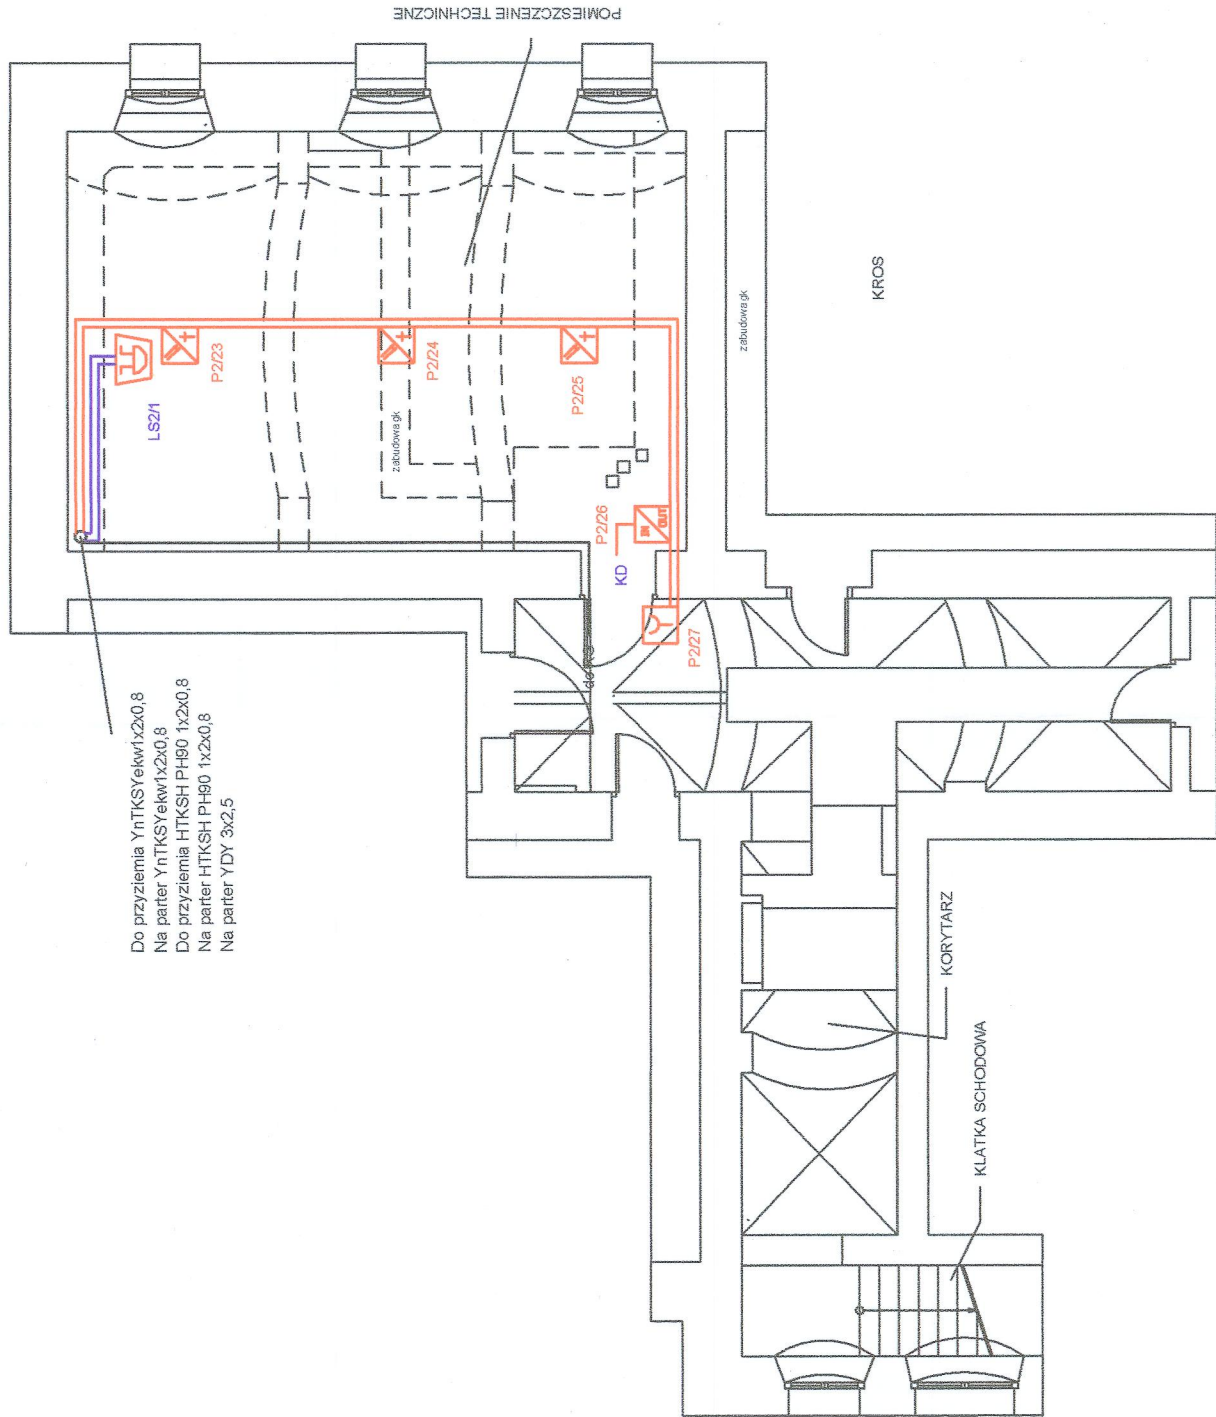 POMIESZCZENIE TECHNICZNE
P2/23
LS2/1
P2/24
zabudowa gk
P2/25
zabudowa gk
KROS
P2/26
IN
OUT
KD
P2/27
Do przyziemia YnTKSYekw1x2x0,8
Na parter YnTKSYekw1x2x0,8
Do przyziemia HTKSH PH90 1x2x0,8
Na parter HTKSH PH90 1x2x0,8
Na parter YDY 3x2,5
KORYTARZ
KLATKA SCHODOWA